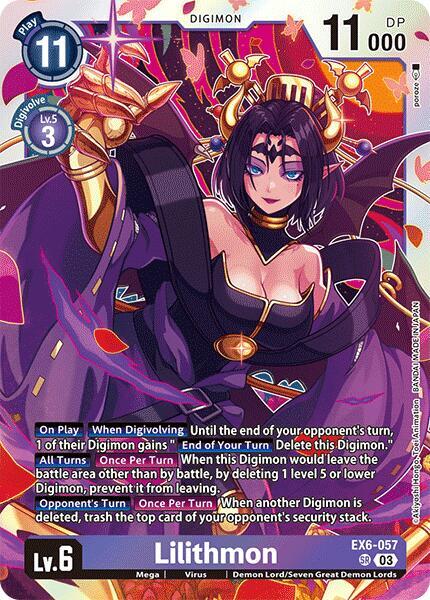 Play
11
DIGIMON
11000
DP
Digivolve
Lv.5
3
poroze
On Play When Digivolving Until the end of your opponent's turn,
1 of their Digimon gains " End of Your Turn Delete this Digimon."
All Turns Once Per Turn When this Digimon would leave the
battle area other than by battle, by deleting 1 level 5 or lower
Digimon, prevent it from leaving.
Opponent's Turn Once Per Turn When another Digimon is
deleted, trash the top card of your opponent's security stack.
©Akiyoshi Hongo, Toei Animation BANDAI MADE IN JAPAN
Lv.6
Lilithmon
EX6-057
SR 03
Mega | Virus | Demon Lord/Seven Great Demon Lords